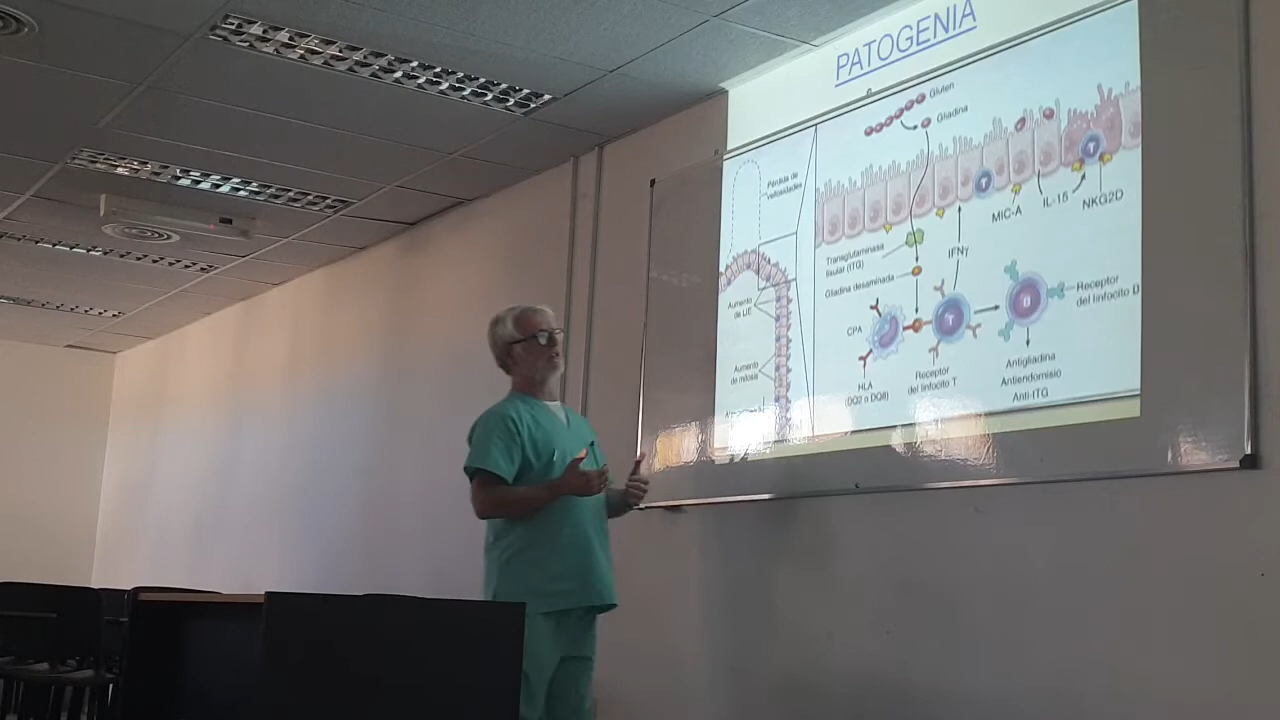 PATOGENIA
Gluten
Gliadina
Pérdida de
vellosidades
MIC-A
IL-15
NKG2D
Transglutaminasa
tisular (tTG)
IFNγ
Gliadina desaminada
Aumento
de LIE
Receptor
del linfocito
CPA
Aumento
de mitosis
HLA
(DQ2 o DQ8)
Receptor
del linfocito T
Antigliadina
Antiendomisio
Anti-tTG
T
T
T
B